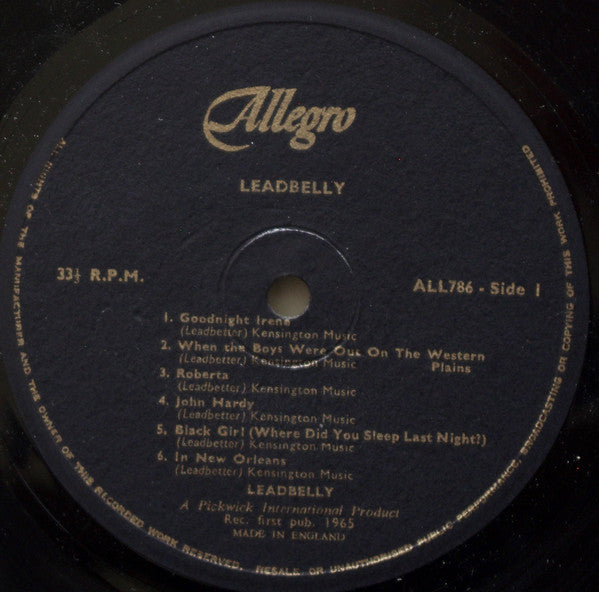 Allegro
LEADBELLY
33⅓ R.P.M.
ALL786 - Side 1
1. Goodnight Irene
(Leadbetter) Kensington Music
2. When the Boys Were Out On The Western Plains
(Leadbetter) Kensington Music
3. Roberta
(Leadbetter) Kensington Music
4. John Hardy
(Leadbetter) Kensington Music
5. Black Girl (Where Did You Sleep Last Night?)
(Leadbetter) Kensington Music
6. In New Orleans
(Leadbetter) Kensington Music
LEADBELLY
A Pickwick International Product
Rec. first pub. 1965
MADE IN ENGLAND
ALL RIGHTS OF THE MANUFACTURER AND THE OWNER OF THIS RECORDED WORK RESERVED. RESALE OR UNAUTHORISED PUBLIC PERFORMANCE, BROADCASTING OR COPYING OF THIS WORK PROHIBITED